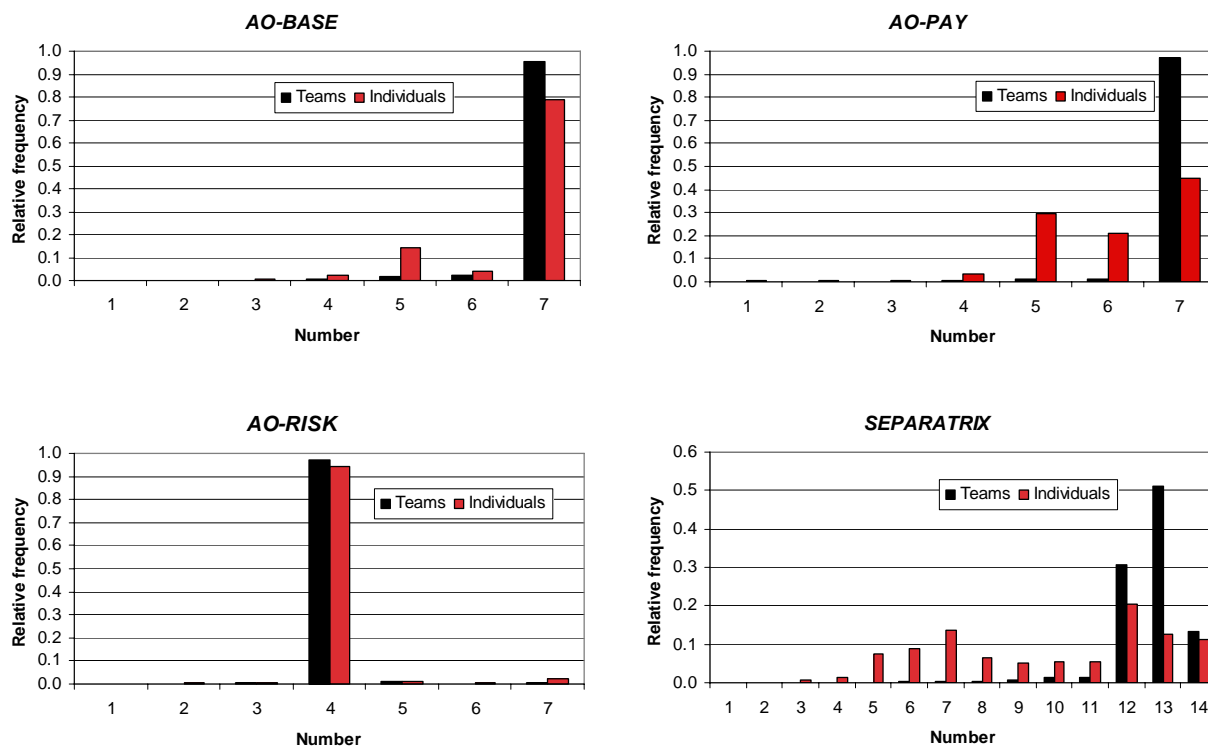 AO-BASE
1.0
0.9
0.8
0.7
0.6
0.5
0.4
0.3
0.2
0.1
0.0
Relative frequency
Teams Individuals
1 2 3 4 5 6 7
Number
AO-PAY
1.0
0.9
0.8
0.7
0.6
0.5
0.4
0.3
0.2
0.1
0.0
Relative frequency
Teams Individuals
1 2 3 4 5 6 7
Number
AO-RISK
1.0
0.9
0.8
0.7
0.6
0.5
0.4
0.3
0.2
0.1
0.0
Relative frequency
Teams Individuals
1 2 3 4 5 6 7
Number
SEPARATRIX
0.6
0.5
0.4
0.3
0.2
0.1
0.0
Relative frequency
Teams Individuals
1 2 3 4 5 6 7 8 9 10 11 12 13 14
Number